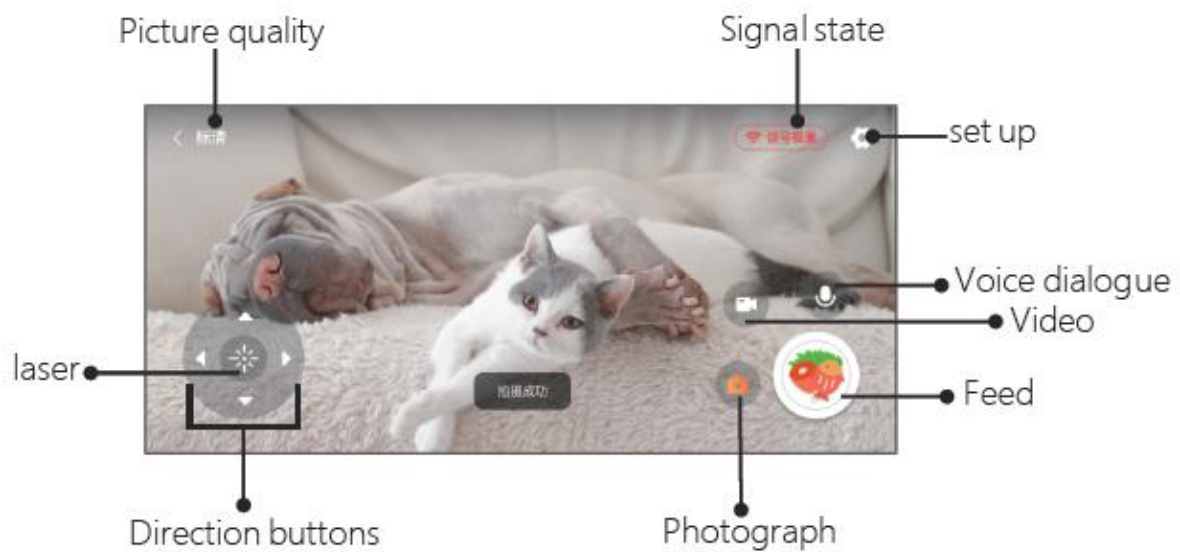 Picture quality
Signal state
标清
set up
Voice dialogue
Video
laser
拍摄成功
Feed
Direction buttons
Photograph